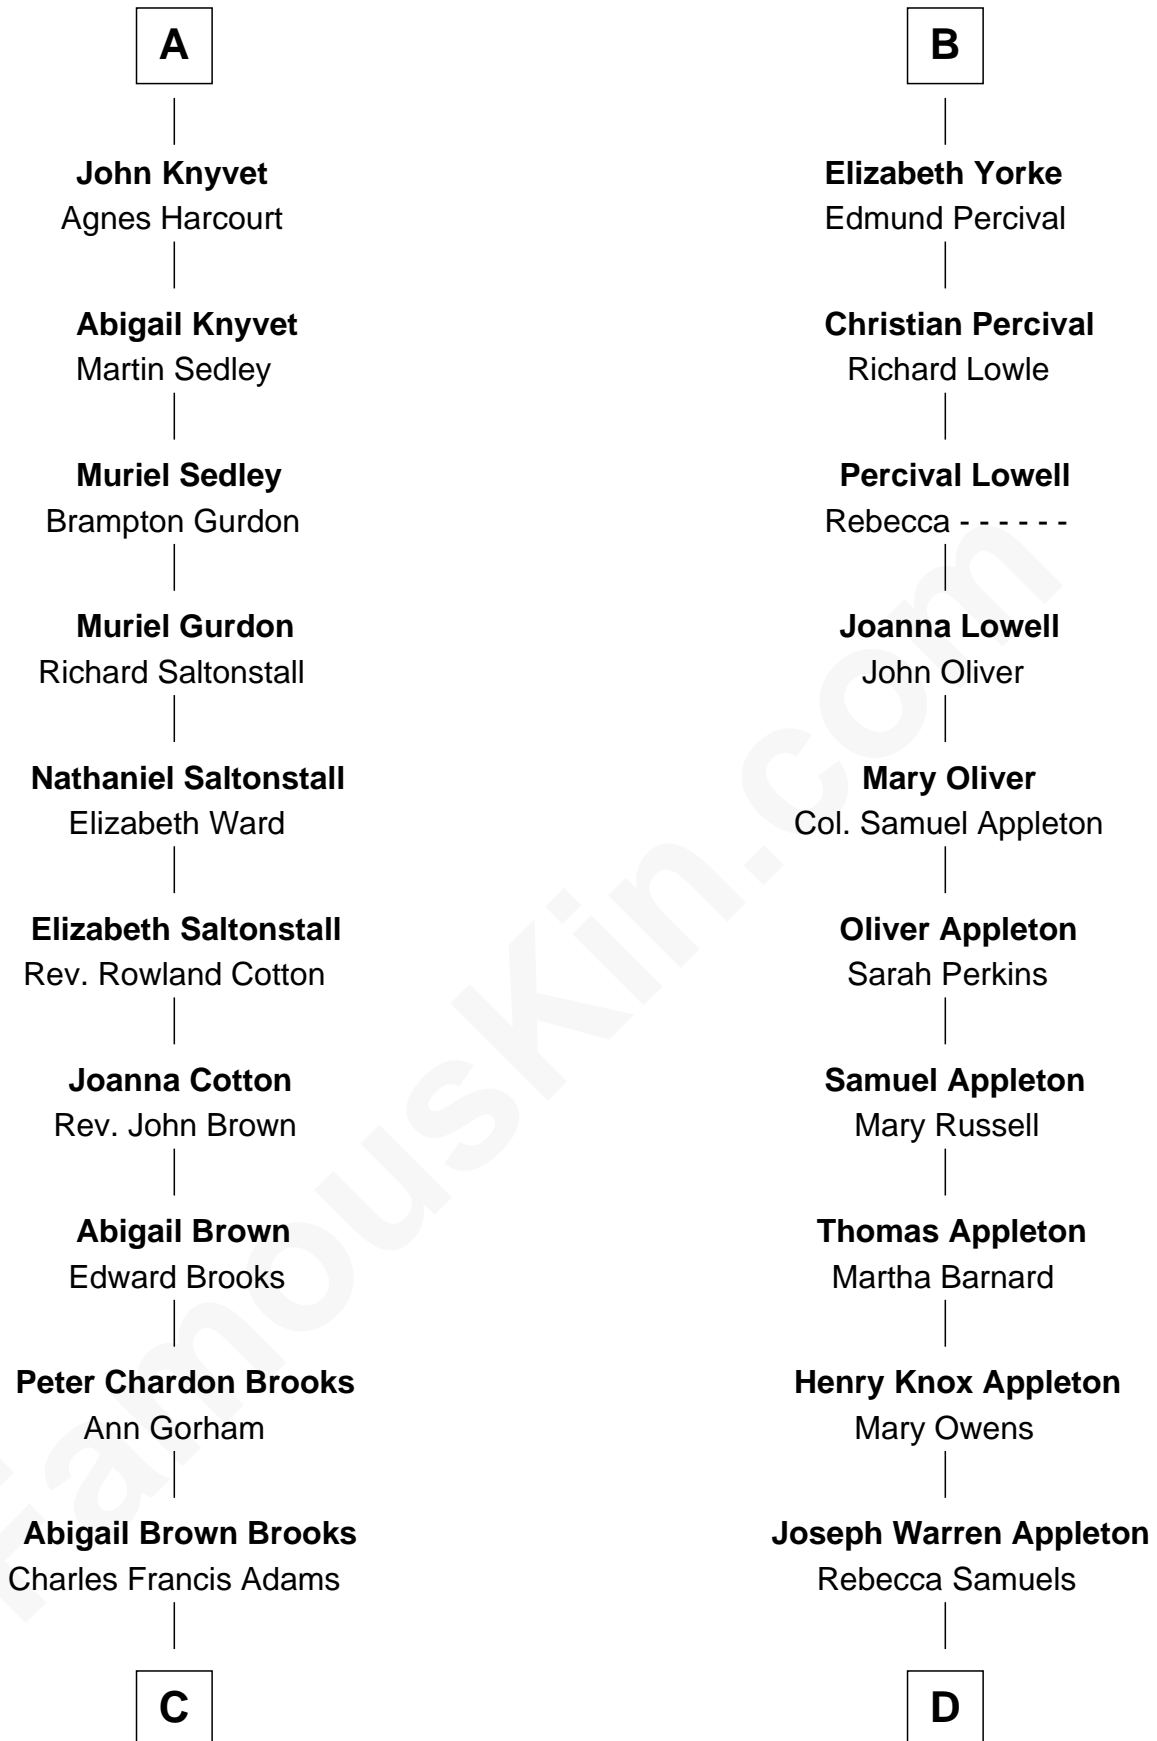 A
John Knyvet
Agnes Harcourt
Abigail Knyvet
Martin Sedley
Muriel Sedley
Brampton Gurdon
Muriel Gurdon
Richard Saltonstall
Nathaniel Saltonstall
Elizabeth Ward
Elizabeth Saltonstall
Rev. Rowland Cotton
Joanna Cotton
Rev. John Brown
Abigail Brown
Edward Brooks
Peter Chardon Brooks
Ann Gorham
Abigail Brown Brooks
Charles Francis Adams
C
B
Elizabeth Yorke
Edmund Percival
Christian Percival
Richard Lowle
Percival Lowell
Rebecca - - - - - -
Joanna Lowell
John Oliver
Mary Oliver
Col. Samuel Appleton
Oliver Appleton
Sarah Perkins
Samuel Appleton
Mary Russell
Thomas Appleton
Martha Barnard
Henry Knox Appleton
Mary Owens
Joseph Warren Appleton
Rebecca Samuels
D
FamousKin.com